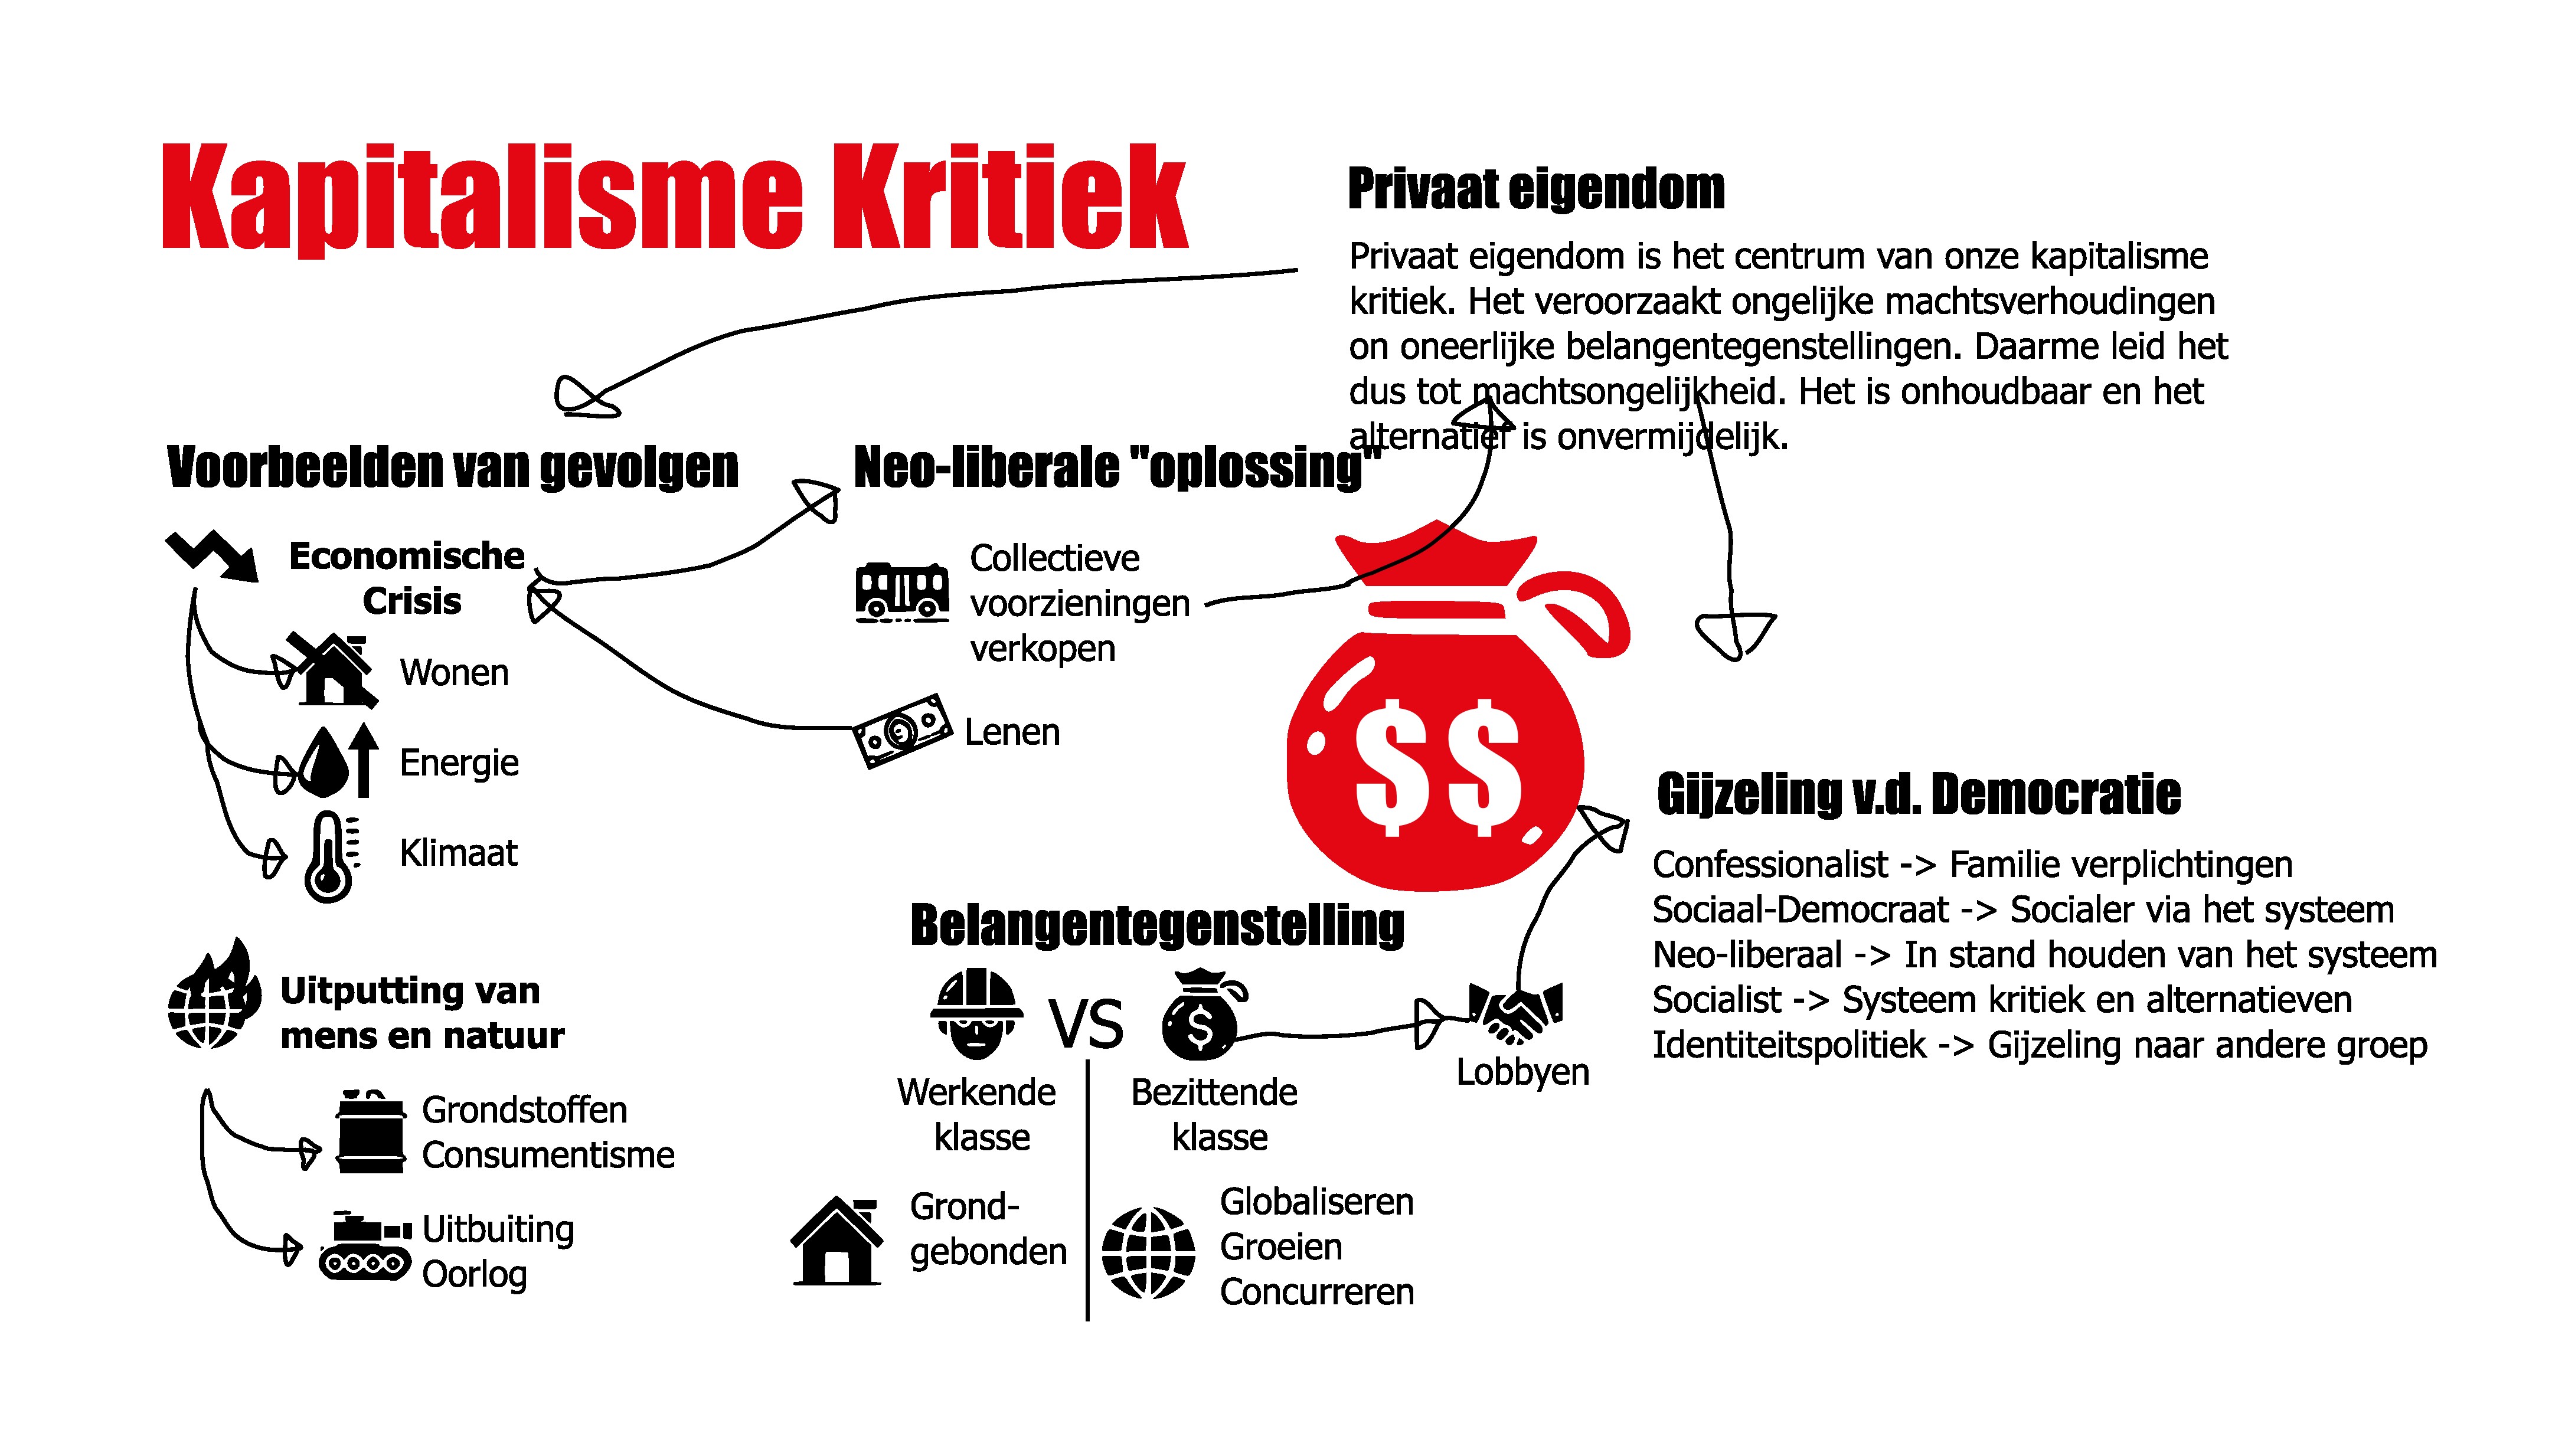 Kapitalisme Kritiek
Privaat eigendom
Privaat eigendom is het centrum van onze kapitalisme
kritiek. Het veroorzaakt ongelijke machtsverhoudingen
on oneerlijke belangentegenstellingen. Daarme leid het
dus tot machtsongelijkheid. Het is onhoudbaar en het
alternatief is onvermijdelijk.
Voorbeelden van gevolgen
Economische
Crisis
Wonen
Energie
Klimaat
Uitputting van
mens en natuur
Grondstoffen
Consumentisme
Uitbuiting
Oorlog
Neo-liberale "oplossing"
Collectieve
voorzieningen
verkopen
Lenen
$$
Belangentegenstelling
VS
$
Werkende
klasse
Bezittende
klasse
Grond-
gebonden
Globaliseren
Groeien
Concurreren
Lobbyen
Gijzeling v.d. Democratie
Confessionalist -> Familie verplichtingen
Sociaal-Democraat -> Socialer via het systeem
Neo-liberaal -> In stand houden van het systeem
Socialist -> Systeem kritiek en alternatieven
Identiteitspolitiek -> Gijzeling naar andere groep